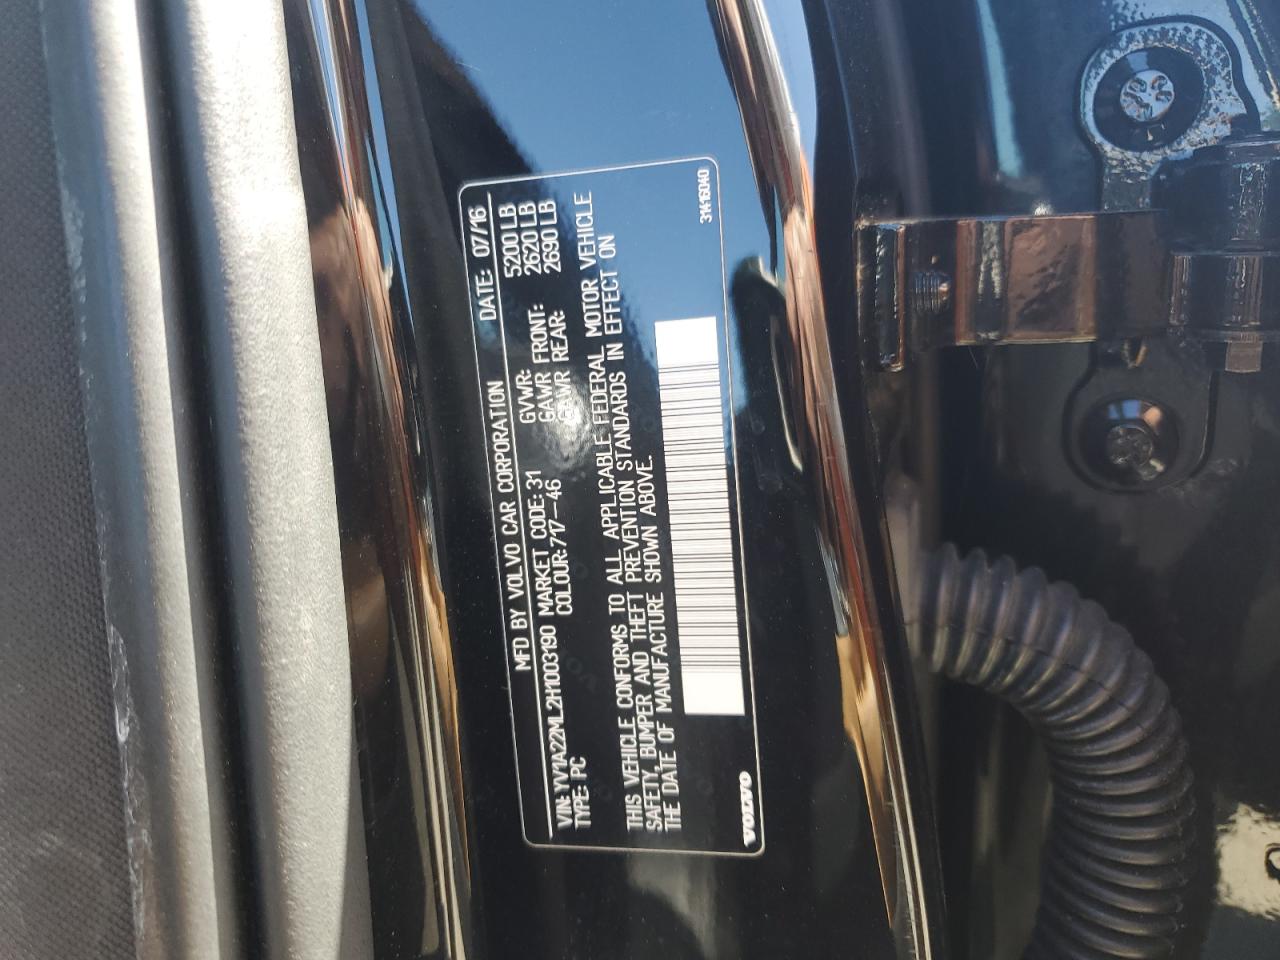 MFD BY VOLVO CAR CORPORATION DATE: 07/16
VIN: YV1A22ML2H1003190 MARKET CODE: 31 GVWR: 5200 LB
TYPE: PC COLOUR: 717-46 GAWR FRONT: 2620 LB
GAWR REAR: 2690 LB
THIS VEHICLE CONFORMS TO ALL APPLICABLE FEDERAL MOTOR VEHICLE
SAFETY, BUMPER AND THEFT PREVENTION STANDARDS IN EFFECT ON
THE DATE OF MANUFACTURE SHOWN ABOVE.
VOLVO 31416040